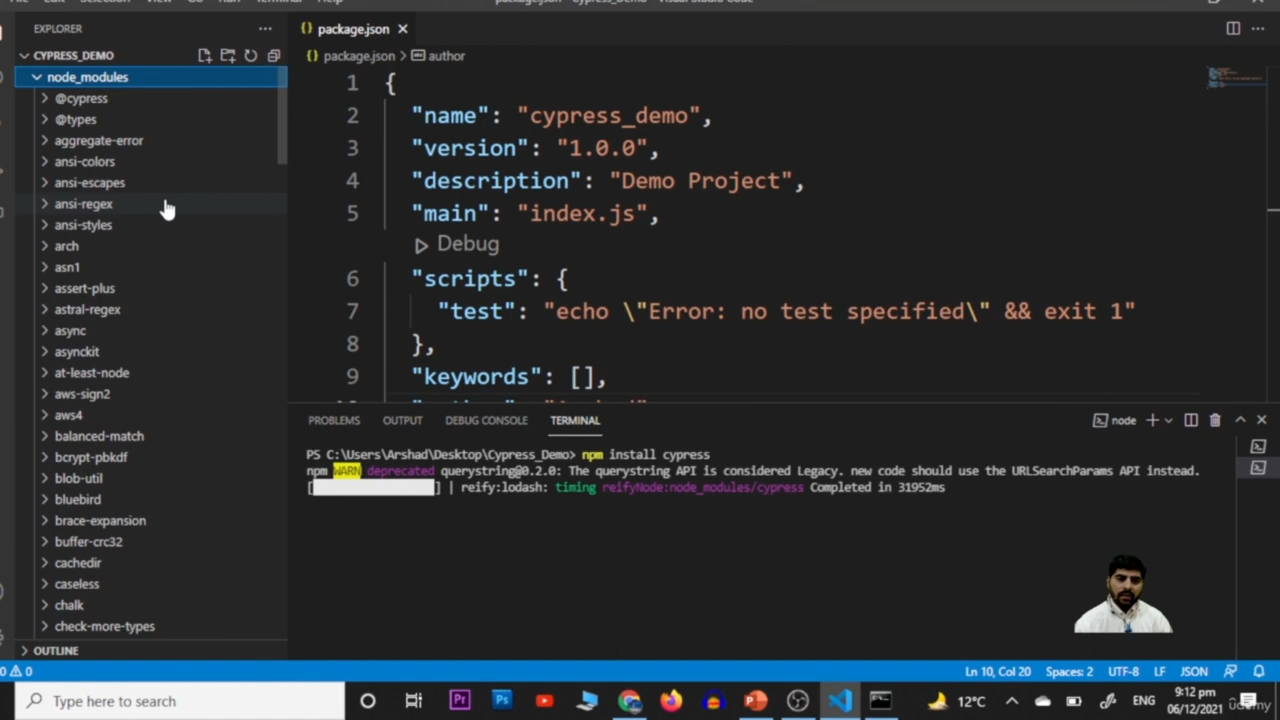 EXPLORER
CYPRESS_DEMO
node_modules
@cypress
@types
aggregate-error
ansi-colors
ansi-escapes
ansi-regex
ansi-styles
arch
asn1
assert-plus
astral-regex
async
asynckit
at-least-node
aws-sign2
aws4
balanced-match
bcrypt-pbkdf
blob-util
bluebird
brace-expansion
buffer-crc32
cachedir
caseless
chalk
check-more-types
OUTLINE
{} package.json
{} package.json > author
1 {
2 "name": "cypress_demo",
3 "version": "1.0.0",
4 "description": "Demo Project",
5 "main": "index.js",
Debug
6 "scripts": {
7 "test": "echo \"Error: no test specified\" && exit 1"
8 },
9 "keywords": [],
PROBLEMS OUTPUT DEBUG CONSOLE TERMINAL node
PS C:\Users\Arshad\Desktop\Cypress_Demo> npm install cypress
npm WARN deprecated querystring@0.2.0: The querystring API is considered Legacy. new code should use the URLSearchParams API instead.
[ ] | reify:lodash: timing reifyNode:node_modules/cypress Completed in 31952ms
0 0 Ln 10, Col 20 Spaces: 2 UTF-8 LF JSON
Type here to search Pr Ps 12°C ENG 9:12 pm
06/12/2021
ûdemy